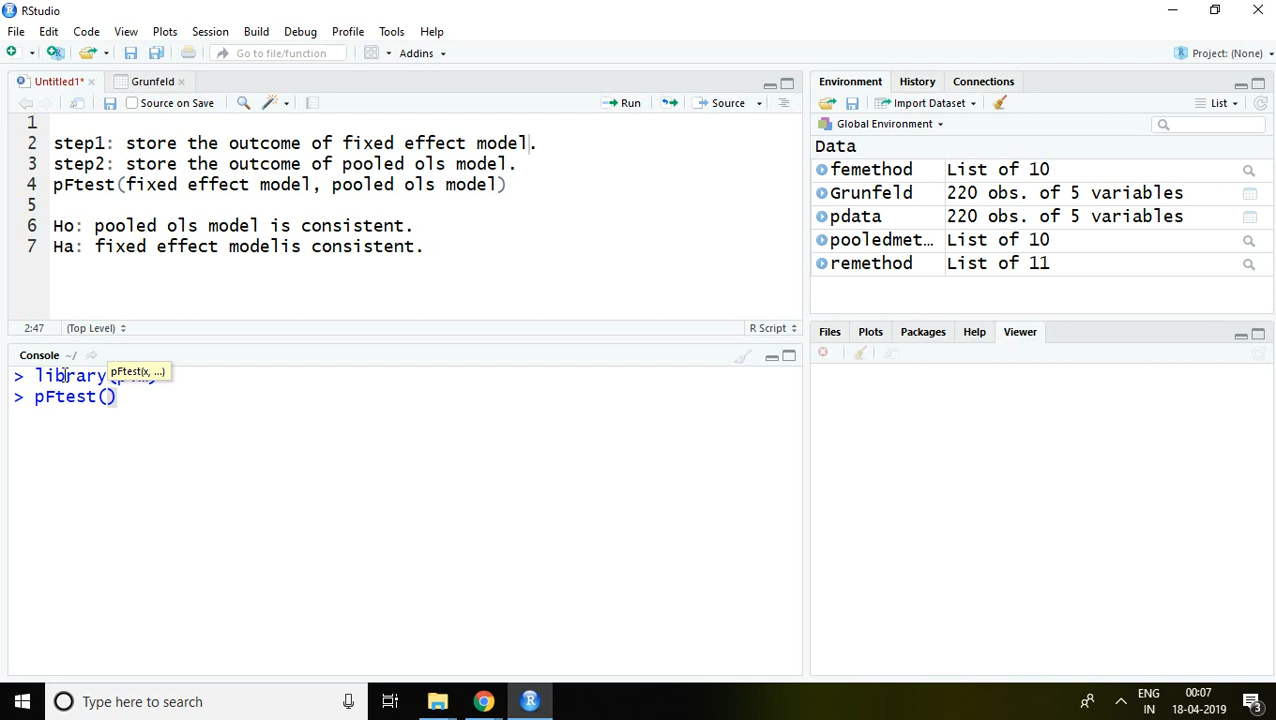 RStudio
File Edit Code View Plots Session Build Debug Profile Tools Help
Go to file/function Addins Project: (None)
Untitled1* Grunfeld
Source on Save Run Source
1
2 step1: store the outcome of fixed effect model.
3 step2: store the outcome of pooled ols model.
4 pFtest(fixed effect model, pooled ols model)
5
6 Ho: pooled ols model is consistent.
7 Ha: fixed effect modelis consistent.
2:47 (Top Level) R Script
Console ~/
pFtest(x, ...)
> library(
> pFtest()
Environment History Connections
Import Dataset List
Global Environment
Data
femethod List of 10
Grunfeld 220 obs. of 5 variables
pdata 220 obs. of 5 variables
pooledmet... List of 10
remethod List of 11
Files Plots Packages Help Viewer
Type here to search
ENG
IN
00:07
18-04-2019
3